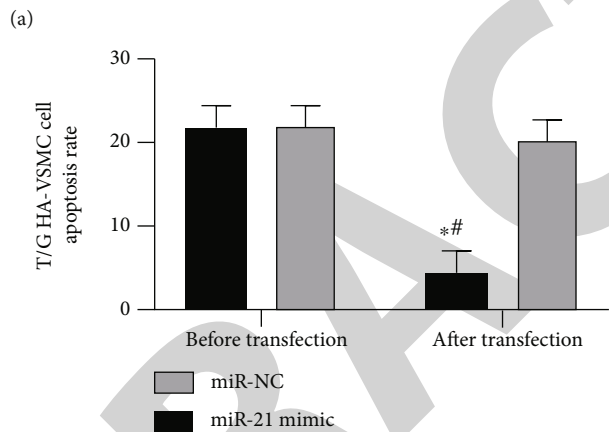 (a)
30
20
10
0
T/G HA-VSMC cell
apoptosis rate
*#
Before transfection
After transfection
miR-NC
miR-21 mimic